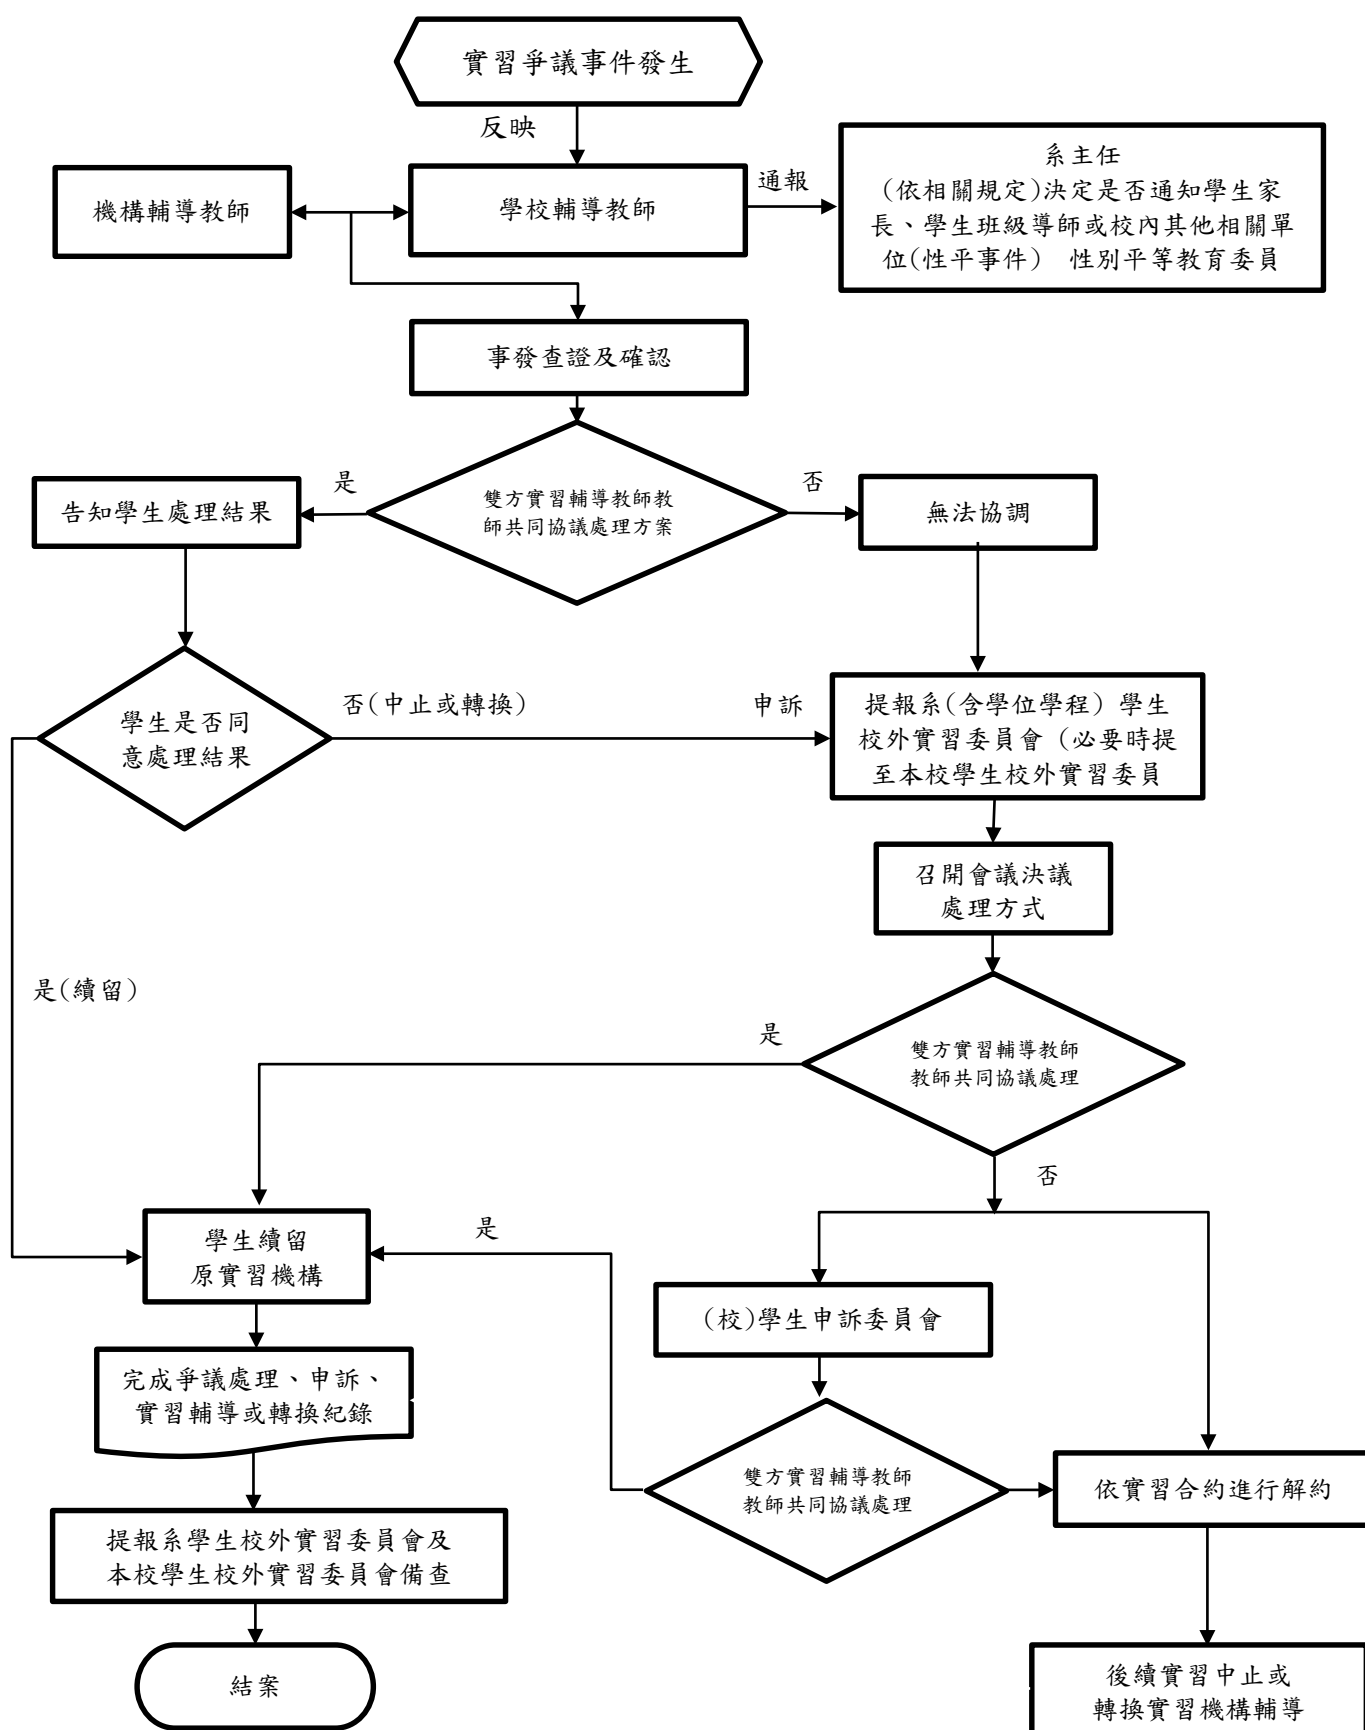 實習爭議事件發生
反映
機構輔導教師
學校輔導教師
通報
系主任
(依相關規定)決定是否通知學生家
長、學生班級導師或校內其他相關單
位(性平事件) 性別平等教育委員
事發查證及確認
告知學生處理結果
是
雙方實習輔導教師教
師共同協議處理方案
否
無法協調
學生是否同
意處理結果
否(中止或轉換)
申訴
提報系(含學位學程) 學生
校外實習委員會 (必要時提
至本校學生校外實習委員
召開會議決議
處理方式
是(續留)
是
雙方實習輔導教師
教師共同協議處理
否
學生續留
原實習機構
是
(校)學生申訴委員會
完成爭議處理、申訴、
實習輔導或轉換紀錄
雙方實習輔導教師
教師共同協議處理
依實習合約進行解約
提報系學生校外實習委員會及
本校學生校外實習委員會備查
結案
後續實習中止或
轉換實習機構輔導